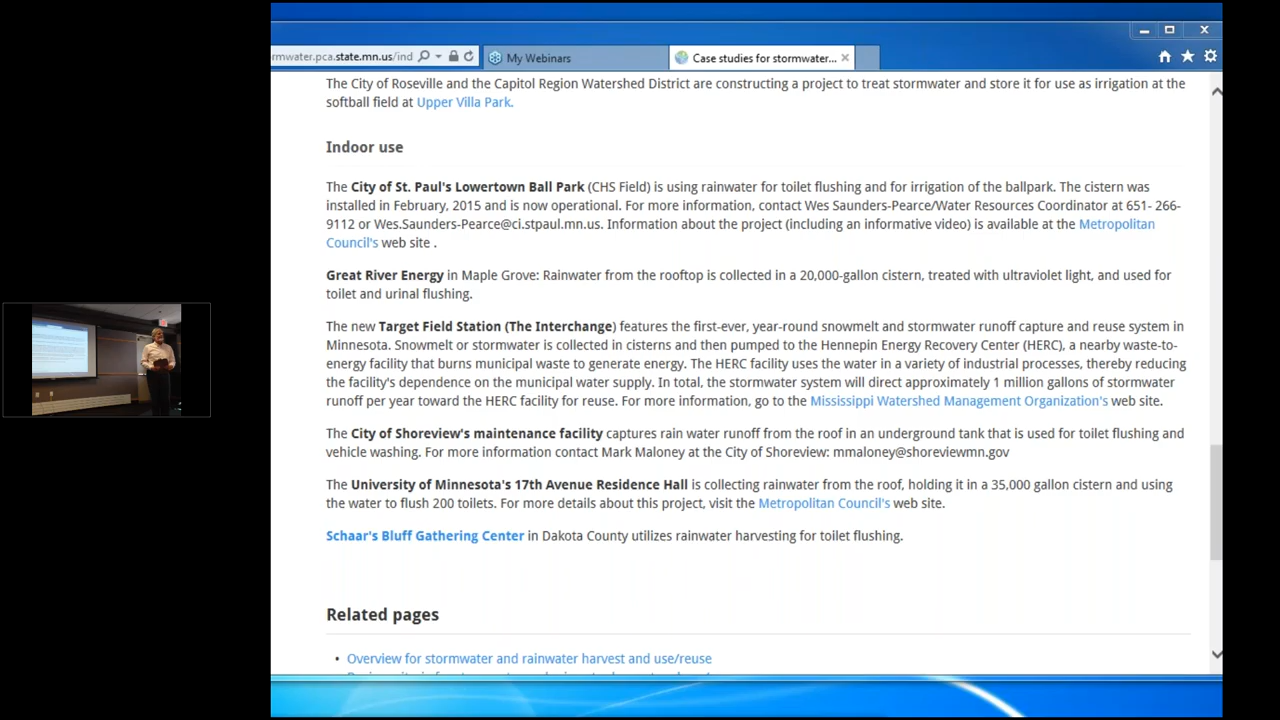 rmwater.pca.state.mn.us/ind
My Webinars
Case studies for stormwater...
The City of Roseville and the Capitol Region Watershed District are constructing a project to treat stormwater and store it for use as irrigation at the
softball field at Upper Villa Park.
Indoor use
The City of St. Paul's Lowertown Ball Park (CHS Field) is using rainwater for toilet flushing and for irrigation of the ballpark. The cistern was
installed in February, 2015 and is now operational. For more information, contact Wes Saunders-Pearce/Water Resources Coordinator at 651- 266-
9112 or Wes.Saunders-Pearce@ci.stpaul.mn.us. Information about the project (including an informative video) is available at the Metropolitan
Council's web site .
Great River Energy in Maple Grove: Rainwater from the rooftop is collected in a 20,000-gallon cistern, treated with ultraviolet light, and used for
toilet and urinal flushing.
The new Target Field Station (The Interchange) features the first-ever, year-round snowmelt and stormwater runoff capture and reuse system in
Minnesota. Snowmelt or stormwater is collected in cisterns and then pumped to the Hennepin Energy Recovery Center (HERC), a nearby waste-to-
energy facility that burns municipal waste to generate energy. The HERC facility uses the water in a variety of industrial processes, thereby reducing
the facility's dependence on the municipal water supply. In total, the stormwater system will direct approximately 1 million gallons of stormwater
runoff per year toward the HERC facility for reuse. For more information, go to the Mississippi Watershed Management Organization's web site.
The City of Shoreview's maintenance facility captures rain water runoff from the roof in an underground tank that is used for toilet flushing and
vehicle washing. For more information contact Mark Maloney at the City of Shoreview: mmaloney@shoreviewmn.gov
The University of Minnesota's 17th Avenue Residence Hall is collecting rainwater from the roof, holding it in a 35,000 gallon cistern and using
the water to flush 200 toilets. For more details about this project, visit the Metropolitan Council's web site.
Schaar's Bluff Gathering Center in Dakota County utilizes rainwater harvesting for toilet flushing.
Related pages
• Overview for stormwater and rainwater harvest and use/reuse